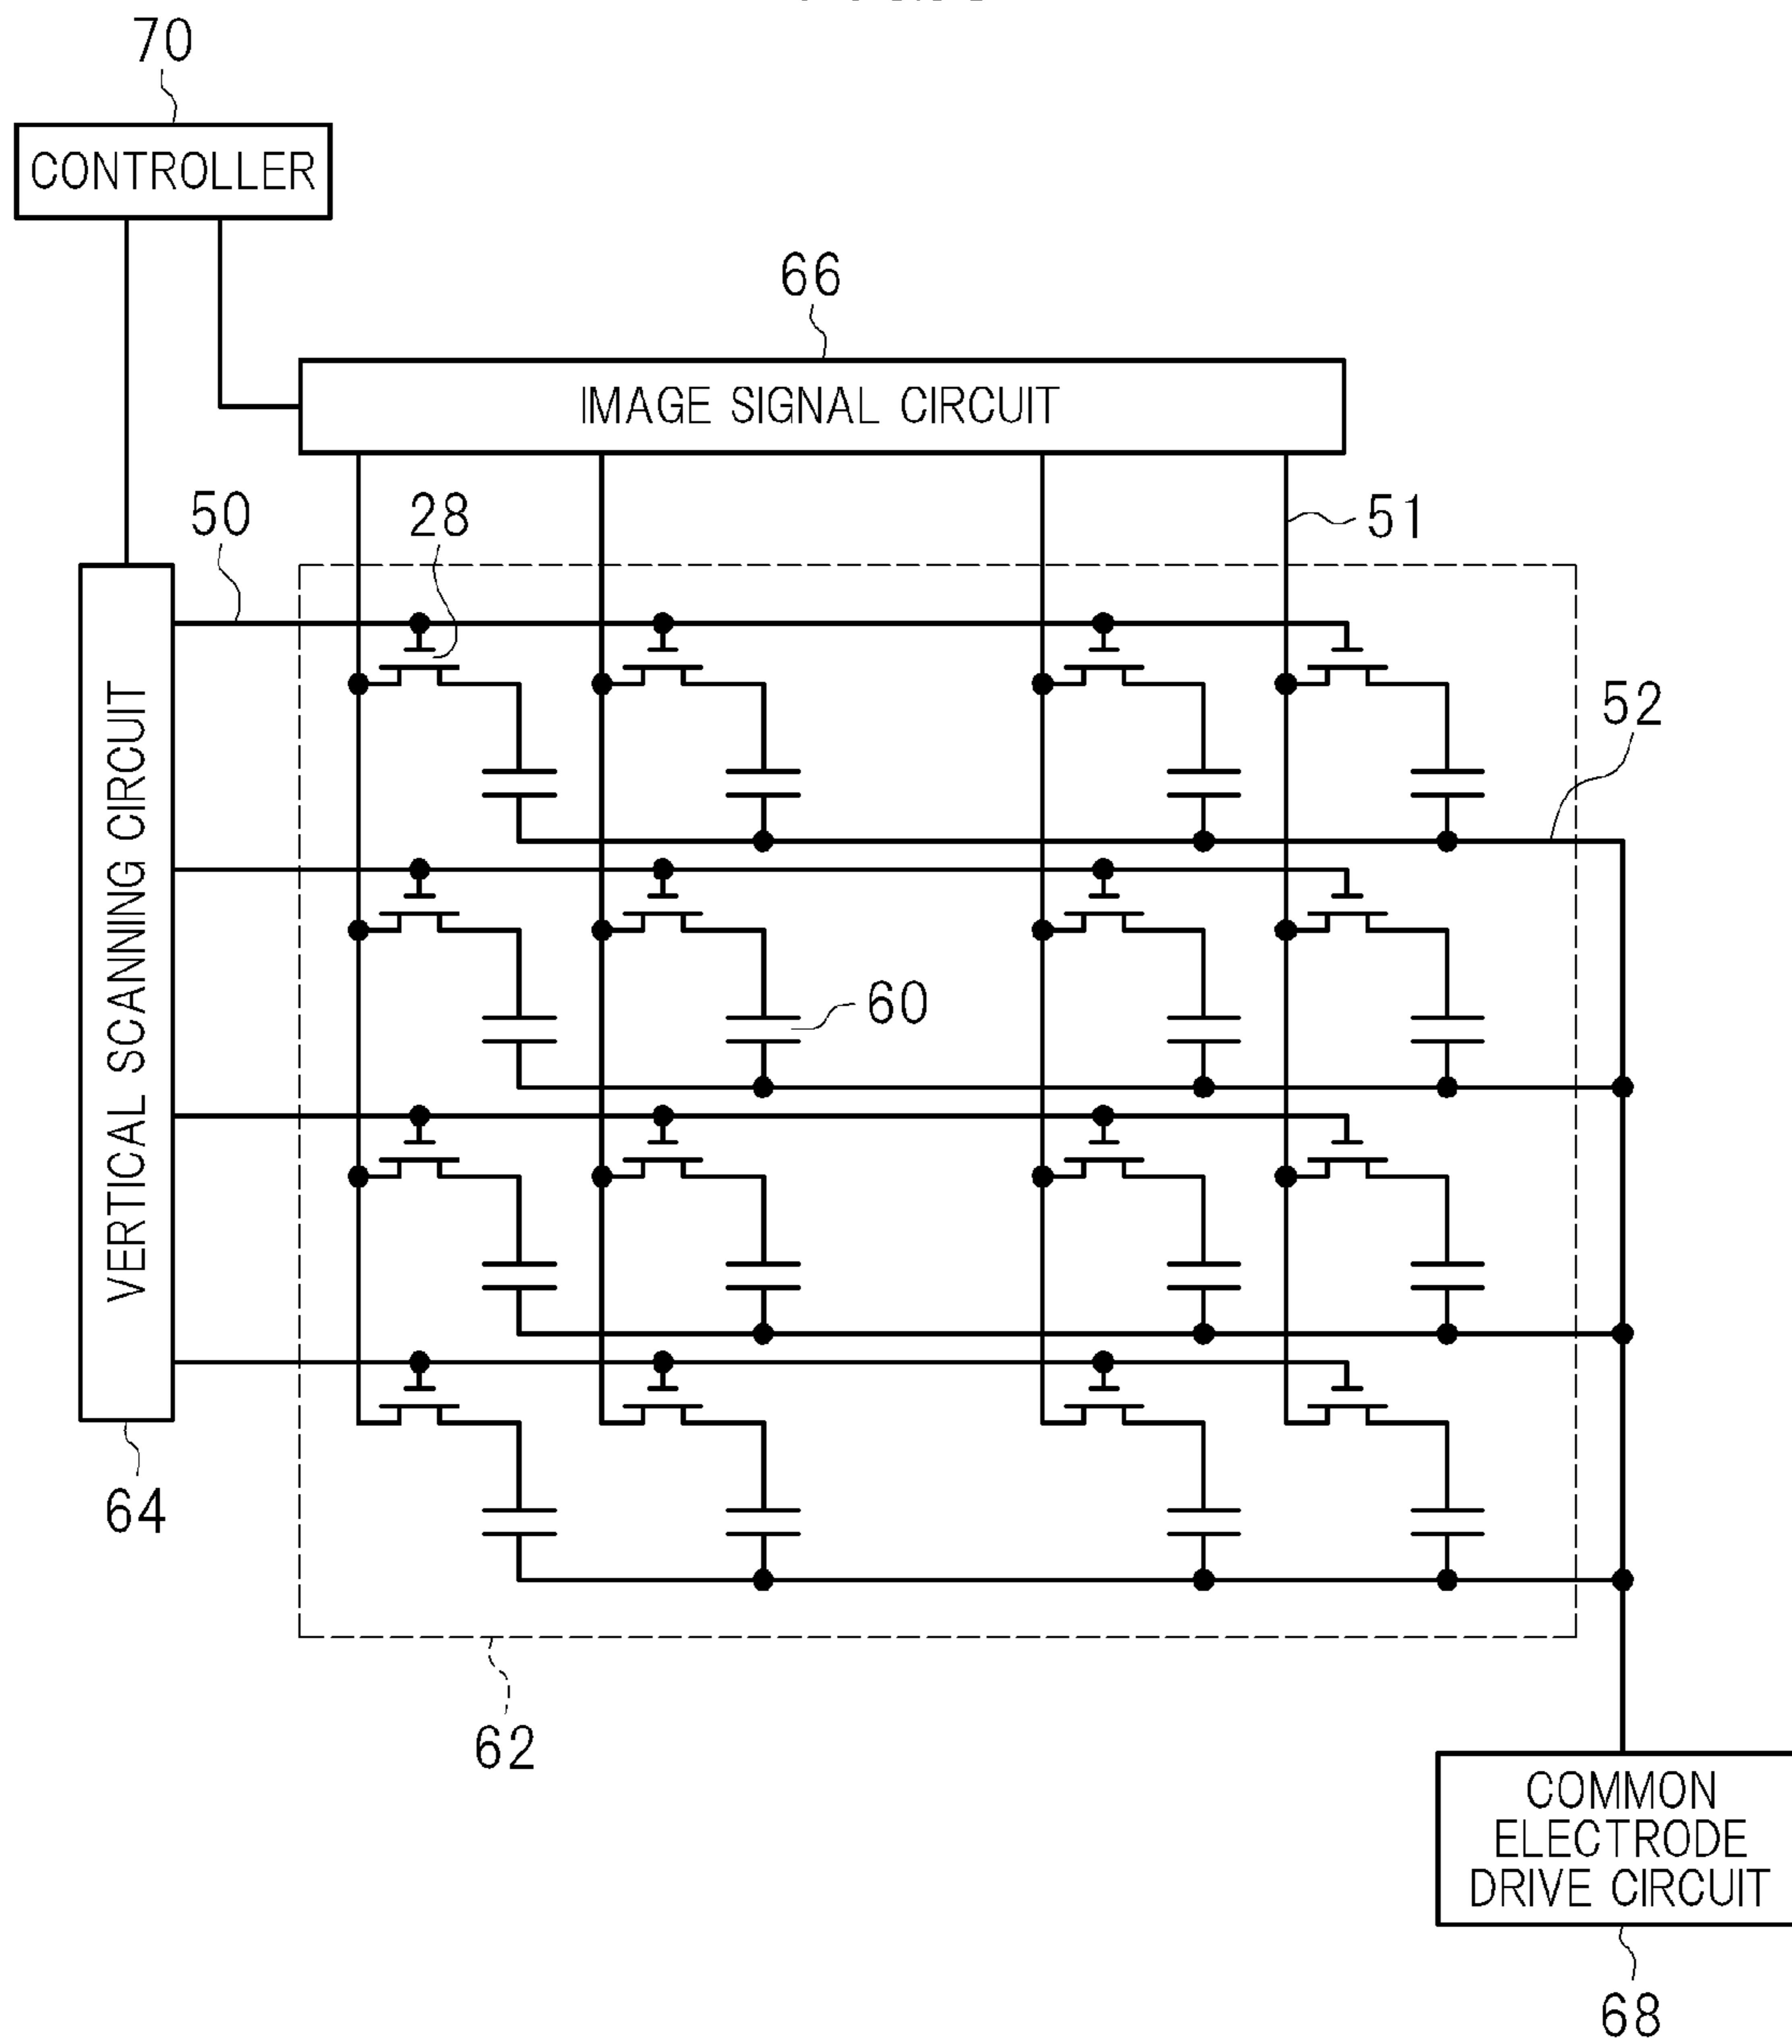 70
CONTROLLER
66
IMAGE SIGNAL CIRCUIT
50
28
51
52
VERTICAL SCANNING CIRCUIT
60
64
62
COMMON
ELECTRODE
DRIVE CIRCUIT
68